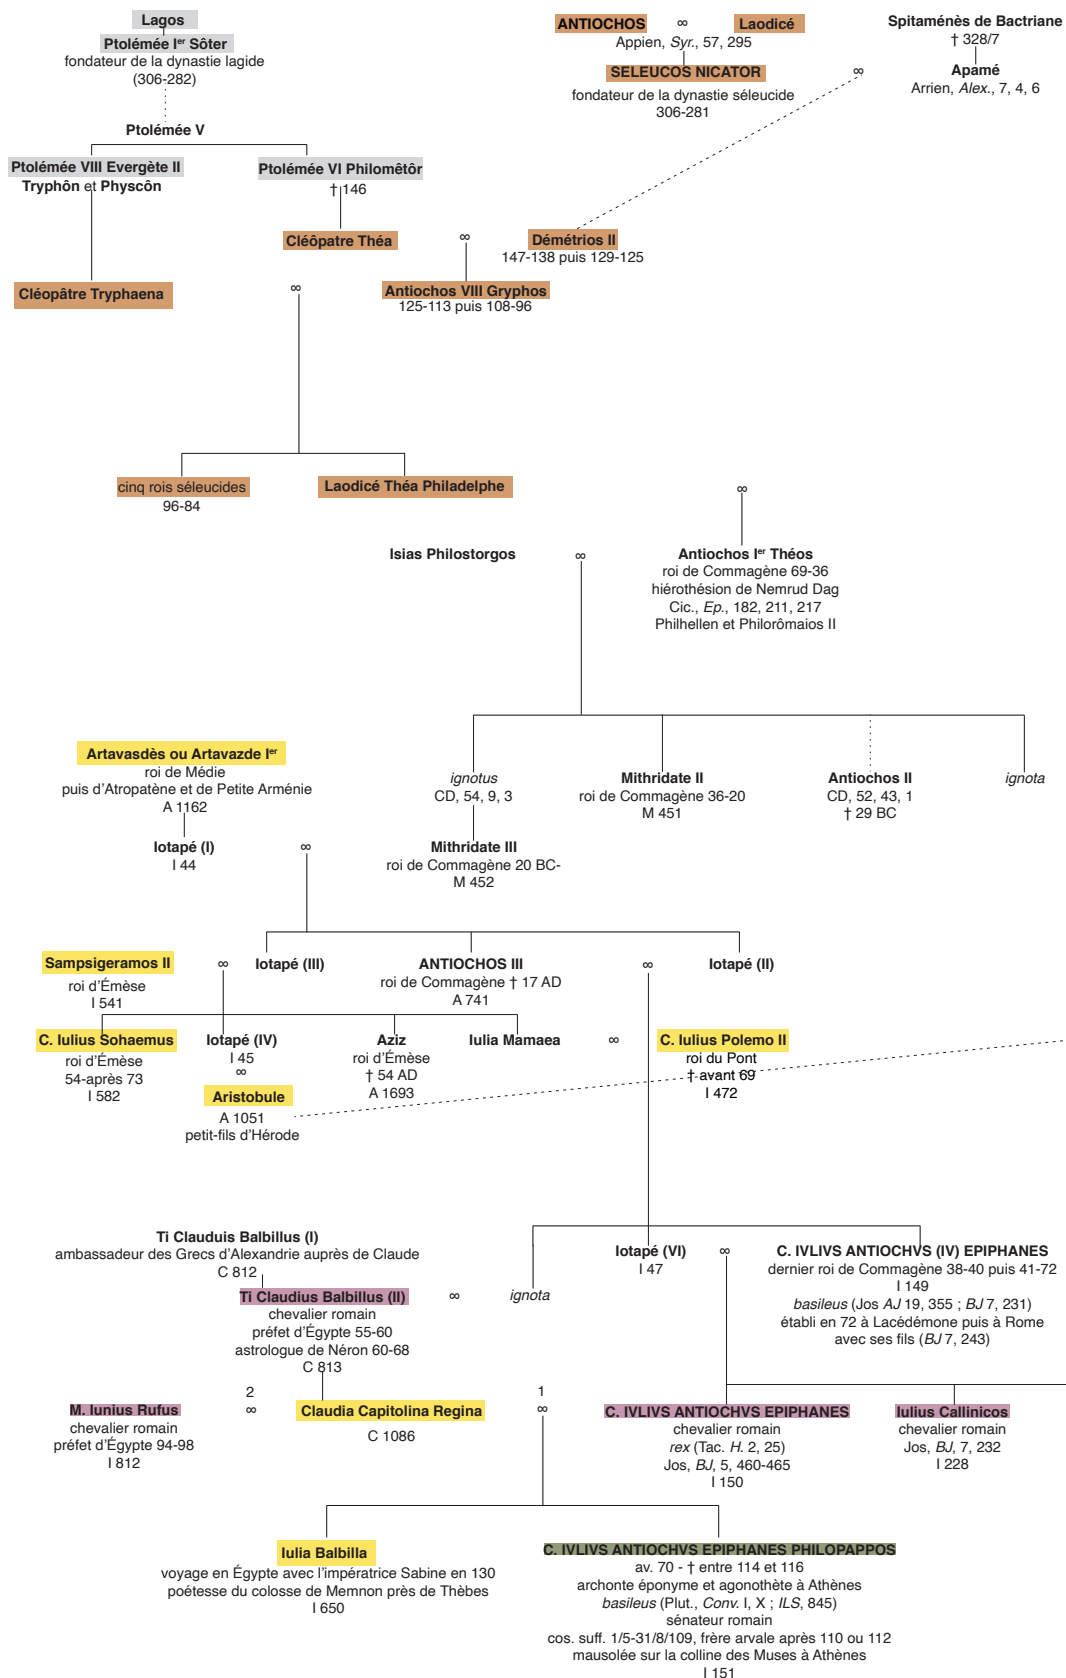 Lagos
Ptolémée Iᵉʳ Sôter
fondateur de la dynastie lagide
(306-282)
Ptolémée V
Ptolémée VIII Evergète II
Tryphôn et Physcôn
Ptolémée VI Philomêtôr
† 146
ANTIOCHOS ∞ Laodicé
Appien, Syr., 57, 295
SELEUCOS NICATOR
fondateur de la dynastie séleucide
306-281
∞
Spitaménès de Bactriane
† 328/7
Apamé
Arrien, Alex., 7, 4, 6
Cléôpatre Théa
∞
Démétrios II
147-138 puis 129-125
Cléopâtre Tryphaena
∞
Antiochos VIII Gryphos
125-113 puis 108-96
cinq rois séleucides
96-84
Laodicé Théa Philadelphe
∞
Isias Philostorgos
∞
Antiochos Iᵉʳ Théos
roi de Commagène 69-36
hiérothésion de Nemrud Dag
Cic., Ep., 182, 211, 217
Philhellen et Philorômaios II
Artavasdès ou Artavazde Iᵉʳ
roi de Médie
puis d'Atropatène et de Petite Arménie
A 1162
Iotapé (I)
I 44
∞
ignotus
CD, 54, 9, 3
Mithridate III
roi de Commagène 20 BC-
M 452
Mithridate II
roi de Commagène 36-20
M 451
Antiochos II
CD, 52, 43, 1
† 29 BC
ignota
Sampsigeramos II
roi d'Émèse
I 541
∞
Iotapé (III)
ANTIOCHOS III
roi de Commagène † 17 AD
A 741
∞
Iotapé (II)
C. Iulius Sohaemus
roi d'Émèse
54-après 73
I 582
Iotapé (IV)
I 45
∞
Aristobule
A 1051
petit-fils d'Hérode
Aziz
roi d'Émèse
† 54 AD
A 1693
Iulia Mamaea
∞
C. Iulius Polemo II
roi du Pont
† avant 69
I 472
Ti Clauduis Balbillus (I)
ambassadeur des Grecs d'Alexandrie auprès de Claude
C 812
Ti Claudius Balbillus (II)
chevalier romain
préfet d'Égypte 55-60
astrologue de Néron 60-68
C 813
∞
ignota
Iotapé (VI)
I 47
∞
C. IVLIVS ANTIOCHVS (IV) EPIPHANES
dernier roi de Commagène 38-40 puis 41-72
I 149
basileus (Jos AJ 19, 355 ; BJ 7, 231)
établi en 72 à Lacédémone puis à Rome
avec ses fils (BJ 7, 243)
M. Iunius Rufus
chevalier romain
préfet d'Égypte 94-98
I 812
2
∞
Claudia Capitolina Regina
C 1086
1
∞
C. IVLIVS ANTIOCHVS EPIPHANES
chevalier romain
rex (Tac. H. 2, 25)
Jos, BJ, 5, 460-465
I 150
Iulius Callinicos
chevalier romain
Jos, BJ, 7, 232
I 228
Iulia Balbilla
voyage en Égypte avec l'impératrice Sabine en 130
poétesse du colosse de Memnon près de Thèbes
I 650
C. IVLIVS ANTIOCHVS EPIPHANES PHILOPAPPOS
av. 70 - † entre 114 et 116
archonte éponyme et agonothète à Athènes
basileus (Plut., Conv. I, X ; ILS, 845)
sénateur romain
cos. suff. 1/5-31/8/109, frère arvale après 110 ou 112
mausolée sur la colline des Muses à Athènes
I 151